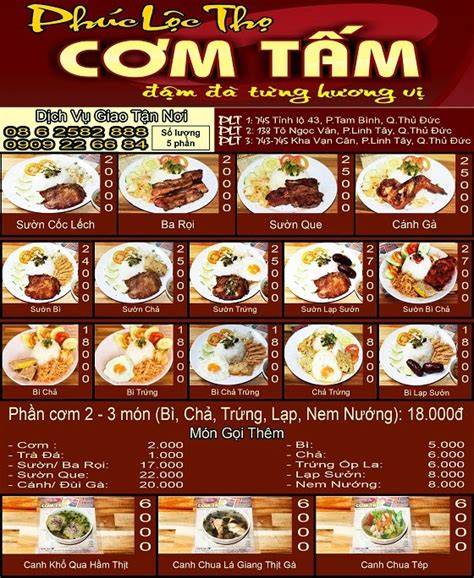 Phúc Lộc Thọ
CƠM TẤM
đậm đà từng hương vị
Dịch Vụ Giao Tận Nơi
08 6 2582 888
0909 22 66 84
Số lượng
5 phần
PLT 1: 745 Tỉnh lộ 43, P.Tam Bình, Q.Thủ Đức
PLT 2: 132 Tô Ngọc Vân, P.Linh Tây, Q.Thủ Đức
PLT 3: 743-745 Kha Vạn Cân, P.Linh Tây, Q.Thủ Đức
Sườn Cốc Lếch
Ba Rọi
Sườn Que
Cánh Gà
Sườn Bì
24000
Sườn Chả
Sườn Trứng
Sườn Lạp Sườn
Sườn Bì Chả
Bì Chả
18000
Bì Trứng
18000
Bì Chả Trứng
18000
Chả Trứng
18000
Bì Lạp Sườn
18000
Phần cơm 2 - 3 món (Bì, Chả, Trứng, Lạp, Nem Nướng): 18.000đ
Món Gọi Thêm
- Cơm : 2.000
- Trà Đá: 1.000
- Sườn/ Ba Rọi: 17.000
- Sườn Que: 22.000
- Cánh/ Đùi Gà: 20.000
- Bì: 5.000
- Chả: 6.000
- Trứng Ốp La: 6.000
- Lạp Sườn: 8.000
- Nem Nướng: 8.000
Canh Khổ Qua Hầm Thịt
6000
Canh Chua Lá Giang Thịt Gà
6000
Canh Chua Tép
6000